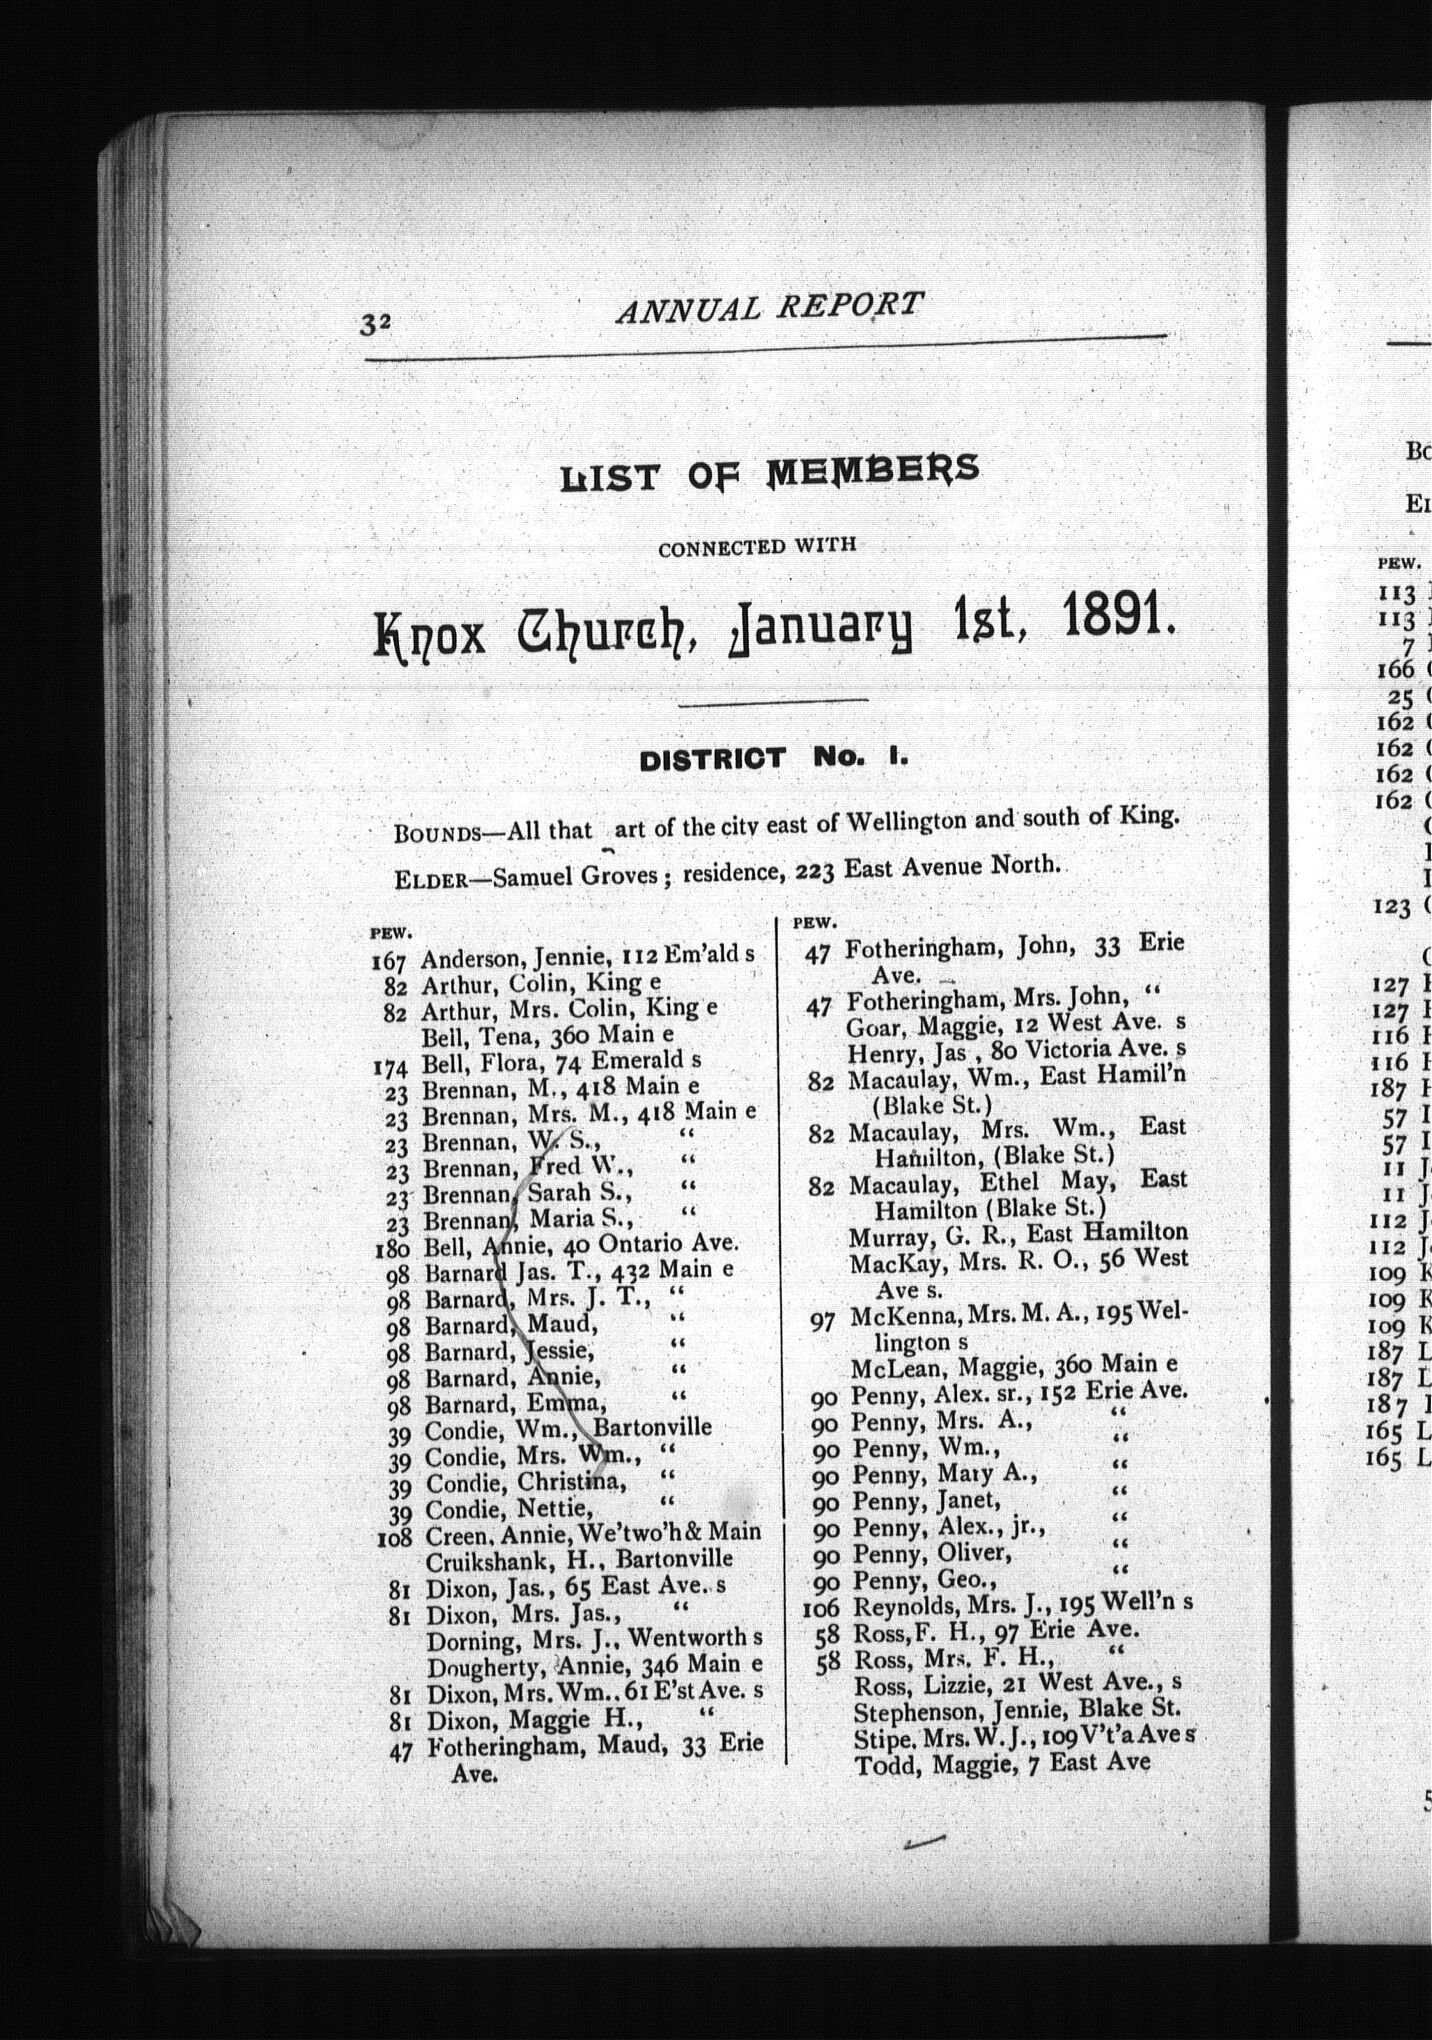 32
ANNUAL REPORT
LIST OF MEMBERS
CONNECTED WITH
Knox Church, January 1st, 1891.
DISTRICT No. 1.
BOUNDS—All that art of the city east of Wellington and south of King.
ELDER—Samuel Groves; residence, 223 East Avenue North.
PEW.
167 Anderson, Jennie, 112 Em'ald s
82 Arthur, Colin, King e
82 Arthur, Mrs. Colin, King e
Bell, Tena, 360 Main e
174 Bell, Flora, 74 Emerald s
23 Brennan, M., 418 Main e
23 Brennan, Mrs. M., 418 Main e
23 Brennan, W. S., "
23 Brennan, Fred W., "
23 Brennan, Sarah S., "
23 Brennan, Maria S., "
180 Bell, Annie, 40 Ontario Ave.
98 Barnard Jas. T., 432 Main e
98 Barnard, Mrs. J. T., "
98 Barnard, Maud, "
98 Barnard, Jessie, "
98 Barnard, Annie, "
98 Barnard, Emma, "
39 Condie, Wm., Bartonville
39 Condie, Mrs. Wm., "
39 Condie, Christina, "
39 Condie, Nettie, "
108 Creen, Annie, We'two'h & Main
Cruikshank, H., Bartonville
81 Dixon, Jas., 65 East Ave. s
81 Dixon, Mrs. Jas., "
Dorning, Mrs. J., Wentworth s
Dougherty, Annie, 346 Main e
81 Dixon, Mrs. Wm., 61 E'st Ave. s
81 Dixon, Maggie H., "
47 Fotheringham, Maud, 33 Erie
Ave.
PEW.
47 Fotheringham, John, 33 Erie
Ave.
47 Fotheringham, Mrs. John, "
Goar, Maggie, 12 West Ave. s
Henry, Jas , 80 Victoria Ave. s
82 Macaulay, Wm., East Hamil'n
(Blake St.)
82 Macaulay, Mrs. Wm., East
Hamilton, (Blake St.)
82 Macaulay, Ethel May, East
Hamilton (Blake St.)
Murray, G. R., East Hamilton
MacKay, Mrs. R. O., 56 West
Ave s.
97 McKenna, Mrs. M. A., 195 Wel-
lington s
McLean, Maggie, 360 Main e
90 Penny, Alex. sr., 152 Erie Ave.
90 Penny, Mrs. A., "
90 Penny, Wm., "
90 Penny, Mary A., "
90 Penny, Janet, "
90 Penny, Alex., jr., "
90 Penny, Oliver, "
90 Penny, Geo., "
106 Reynolds, Mrs. J., 195 Well'n s
58 Ross, F. H., 97 Erie Ave.
58 Ross, Mrs. F. H., "
Ross, Lizzie, 21 West Ave., s
Stephenson, Jennie, Blake St.
Stipe, Mrs. W. J., 109 V't'a Ave s
Todd, Maggie, 7 East Ave
PEW.
113
113
7
166
25
162
162
162
162
123
127
127
116
116
187
57
57
11
11
112
112
109
109
109
187
187
187
165
165